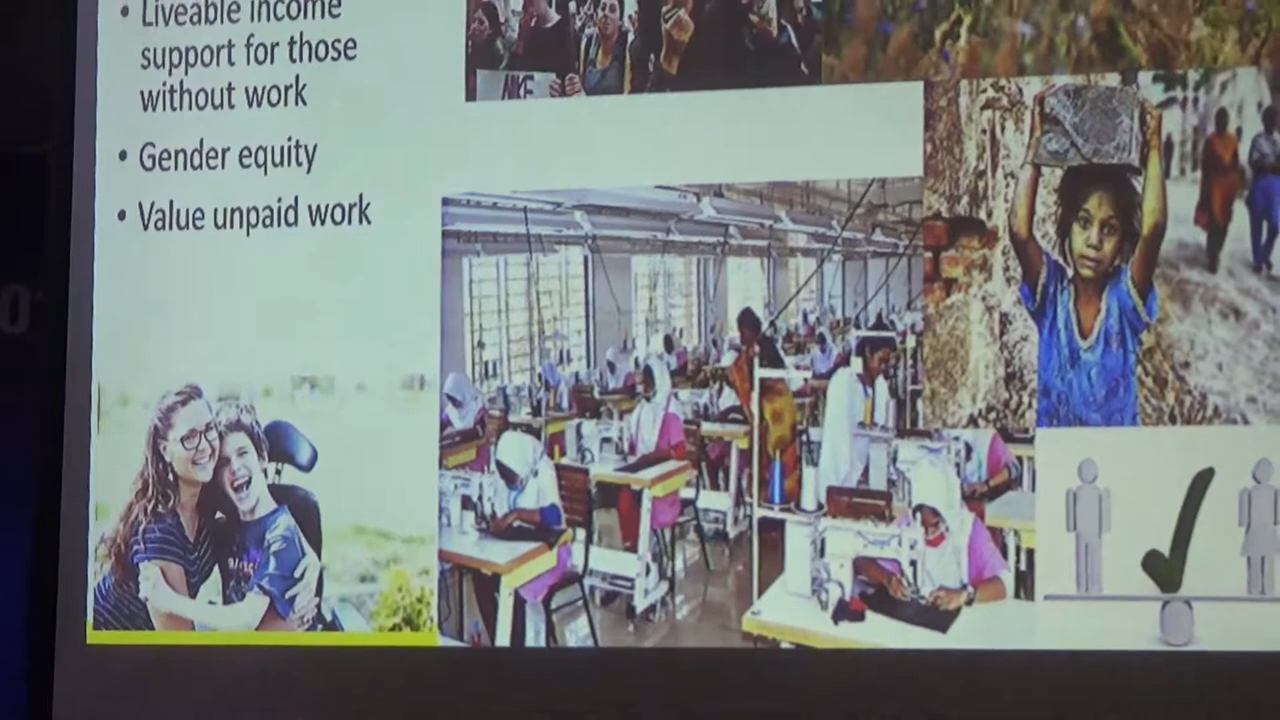 • Liveable income
support for those
without work
• Gender equity
• Value unpaid work